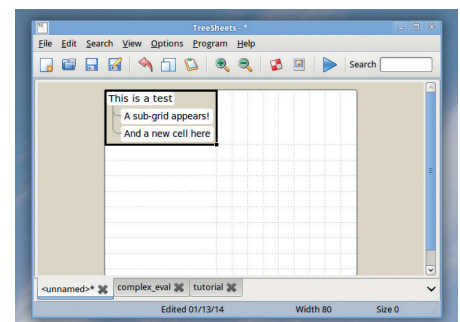 TreeSheets - *
File Edit Search View Options Program Help
Search
This is a test
A sub-grid appears!
And a new cell here
<unnamed>* complex_eval tutorial
Edited 01/13/14 Width 80 Size 0